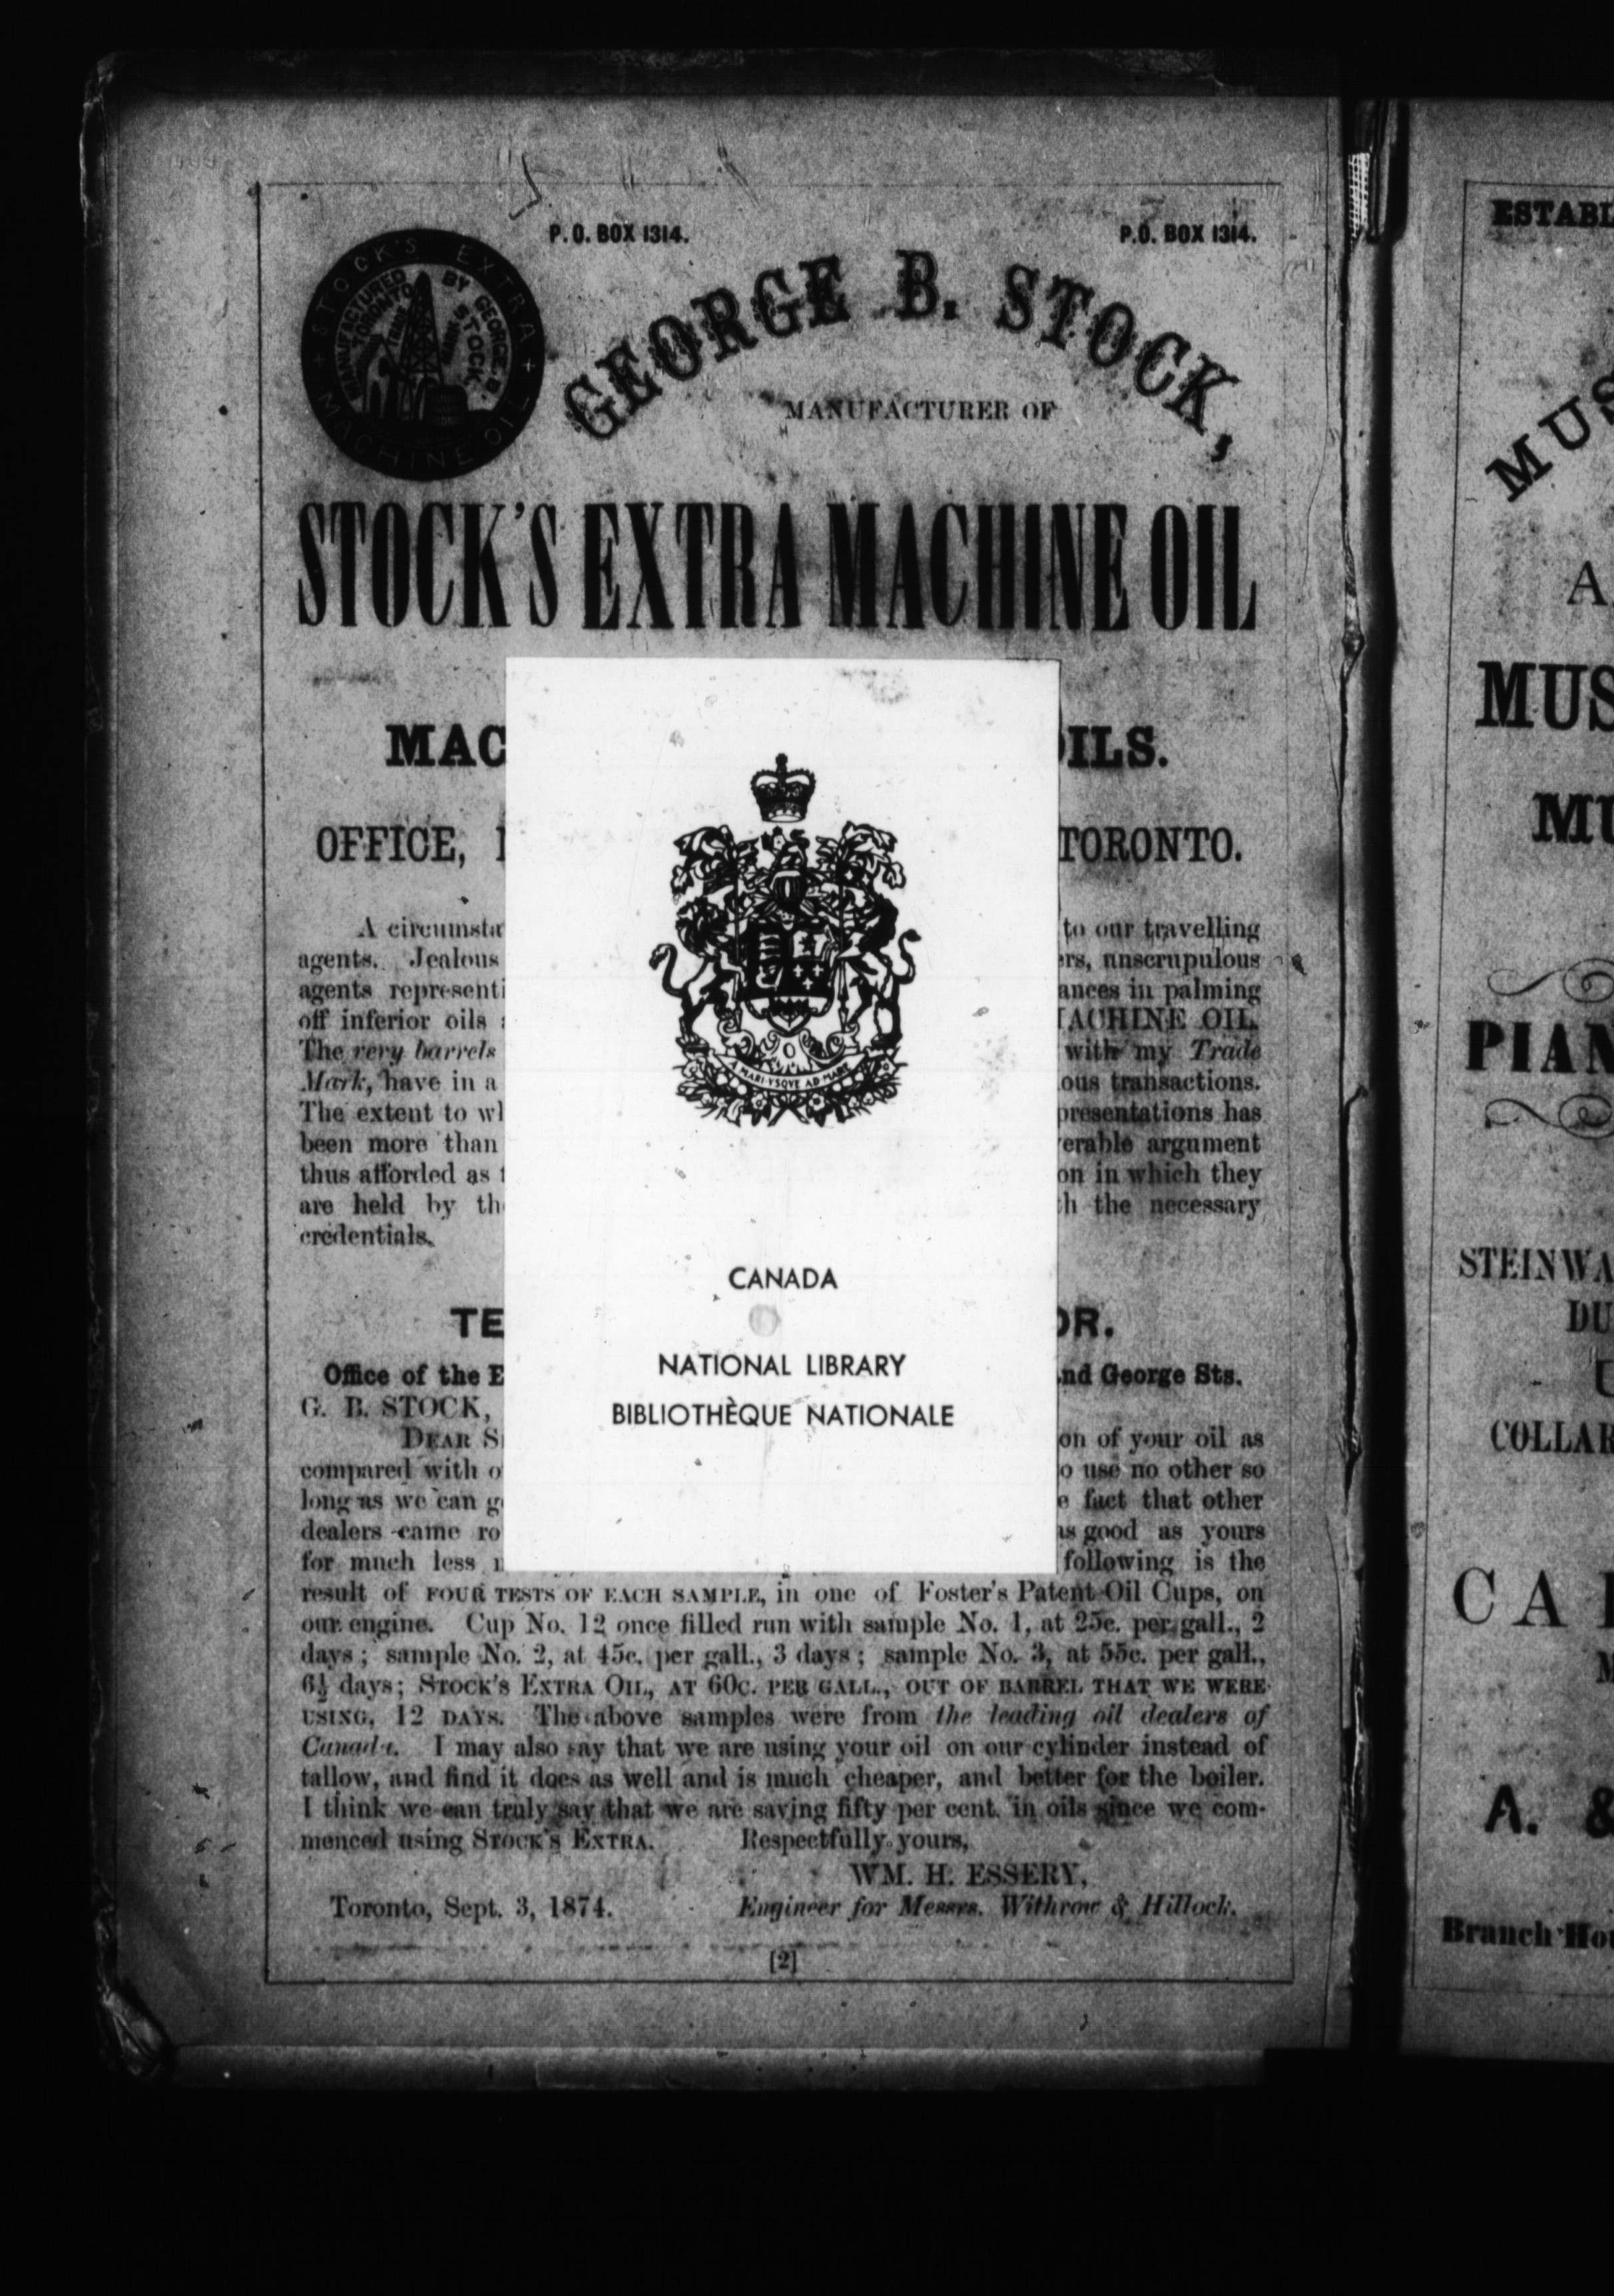 P.O. BOX 1314. P.O. BOX 1314.
STOCK'S EXTRA MACHINE OIL
MANUFACTURED BY GEORGE B. STOCK
TORONTO
GEORGE B. STOCK,
MANUFACTURER OF
STOCK'S EXTRA MACHINE OIL
MAC OILS.
OFFICE, TORONTO.
A circumsta to our travelling
agents. Jealous ers, unscrupulous
agents representi ances in palming
off inferior oils ACHINE OIL.
The very barrels with my Trade
Mark, have in a ous transactions.
The extent to wh presentations has
been more than erable argument
thus afforded as t on in which they
are held by the h the necessary
credentials.
TE OR.
Office of the E and George Sts.
G. B. STOCK,
DEAR SI on of your oil as
compared with o o use no other so
long as we can ge e fact that other
dealers came ro as good as yours
for much less following is the
result of FOUR TESTS OF EACH SAMPLE, in one of Foster's Patent Oil Cups, on
our engine. Cup No. 12 once filled run with sample No. 1, at 25c. per gall., 2
days; sample No. 2, at 45c. per gall., 3 days; sample No. 3, at 55c. per gall.,
6½ days; STOCK'S EXTRA OIL, AT 60C. PER GALL., OUT OF BARREL THAT WE WERE
USING, 12 DAYS. The above samples were from the leading oil dealers of
Canada. I may also say that we are using your oil on our cylinder instead of
tallow, and find it does as well and is much cheaper, and better for the boiler.
I think we can truly say that we are saving fifty per cent. in oils since we com-
menced using STOCK'S EXTRA. Respectfully yours,
WM. H. ESSERY,
Toronto, Sept. 3, 1874. Engineer for Messrs. Withrow & Hillock.
[2]
A MARI VSQVE AD MARE
CANADA
NATIONAL LIBRARY
BIBLIOTHÈQUE NATIONALE
ESTABL
MUS
A
MUS
MU
PIAN
STEINWA
DU
U
COLLAR
CA
M
A. &
Branch Hou